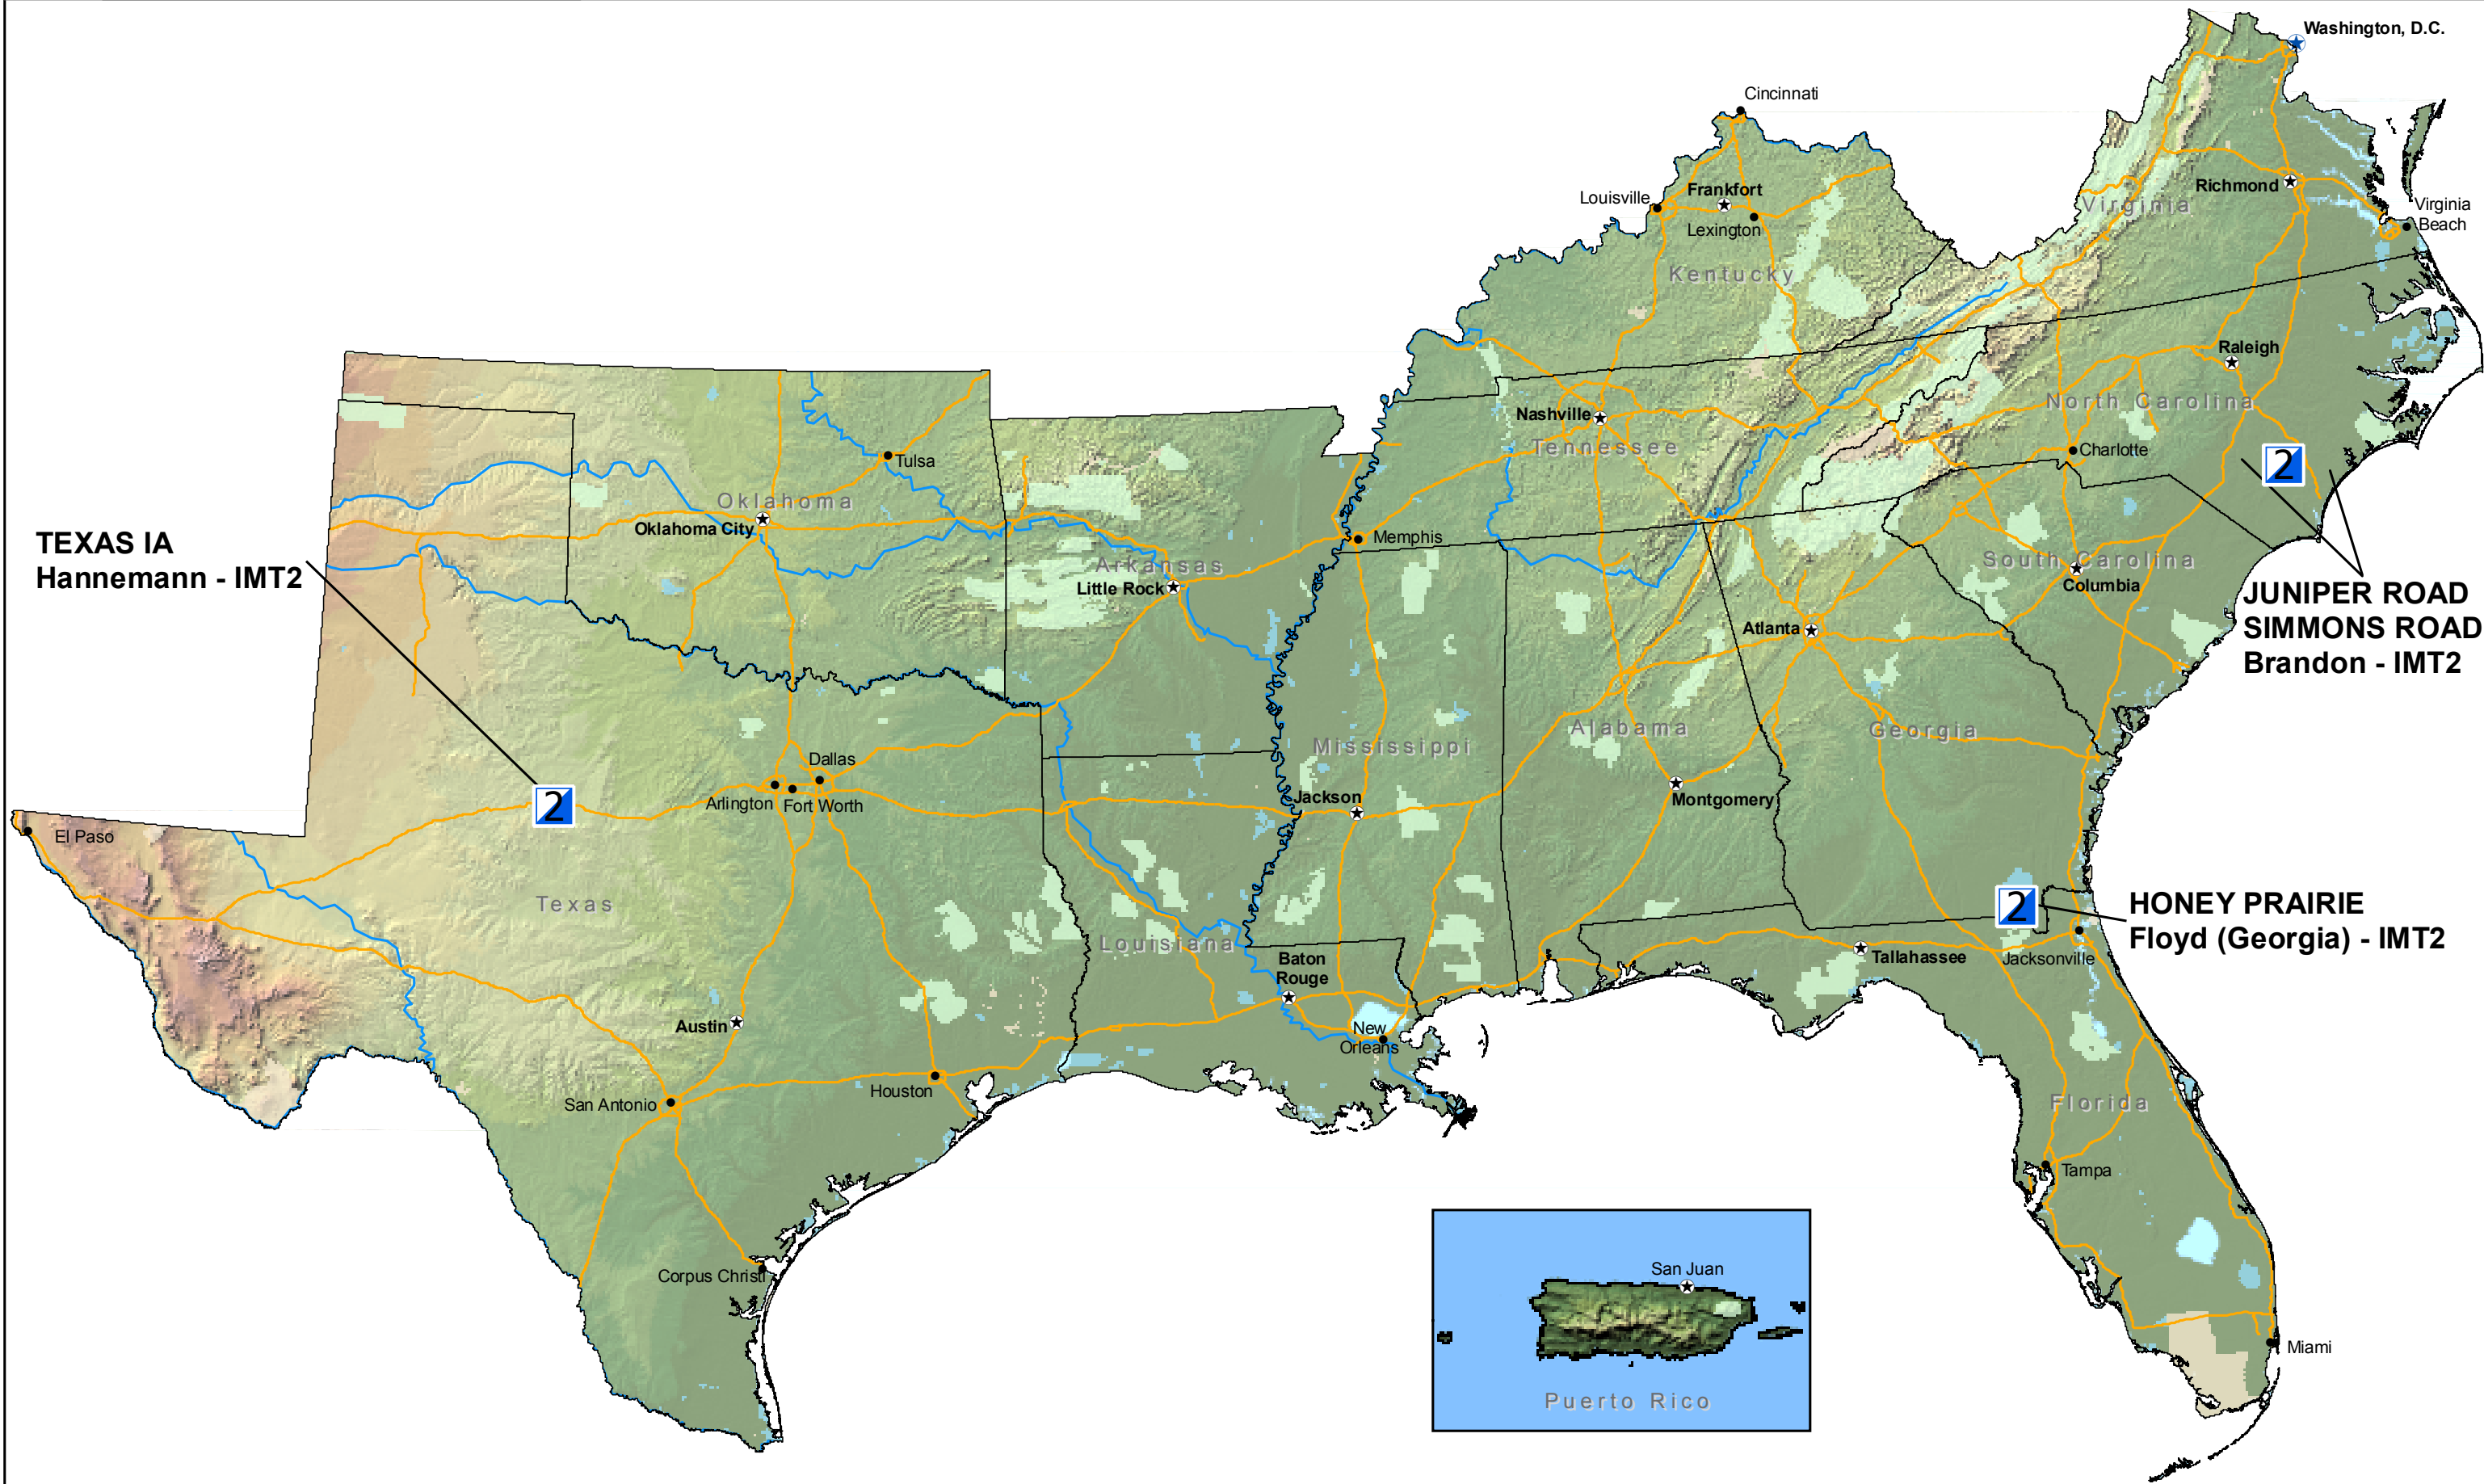 Washington, D.C.
Cincinnati
Louisville
Frankfort
Lexington
Kentucky
Richmond
Virginia
Virginia
Beach
Raleigh
North Carolina
Charlotte
2
Nashville
Tennessee
Tulsa
Oklahoma
Oklahoma City
Memphis
Arkansas
Little Rock
South Carolina
Columbia
TEXAS IA
Hannemann - IMT2
JUNIPER ROAD
SIMMONS ROAD
Brandon - IMT2
Atlanta
Alabama
Georgia
Mississippi
Dallas
Arlington
Fort Worth
2
Jackson
Montgomery
El Paso
Texas
Louisiana
2
HONEY PRAIRIE
Floyd (Georgia) - IMT2
Baton
Rouge
Tallahassee
Jacksonville
Austin
New
Orleans
Houston
San Antonio
Florida
Tampa
Corpus Christi
San Juan
Puerto Rico
Miami